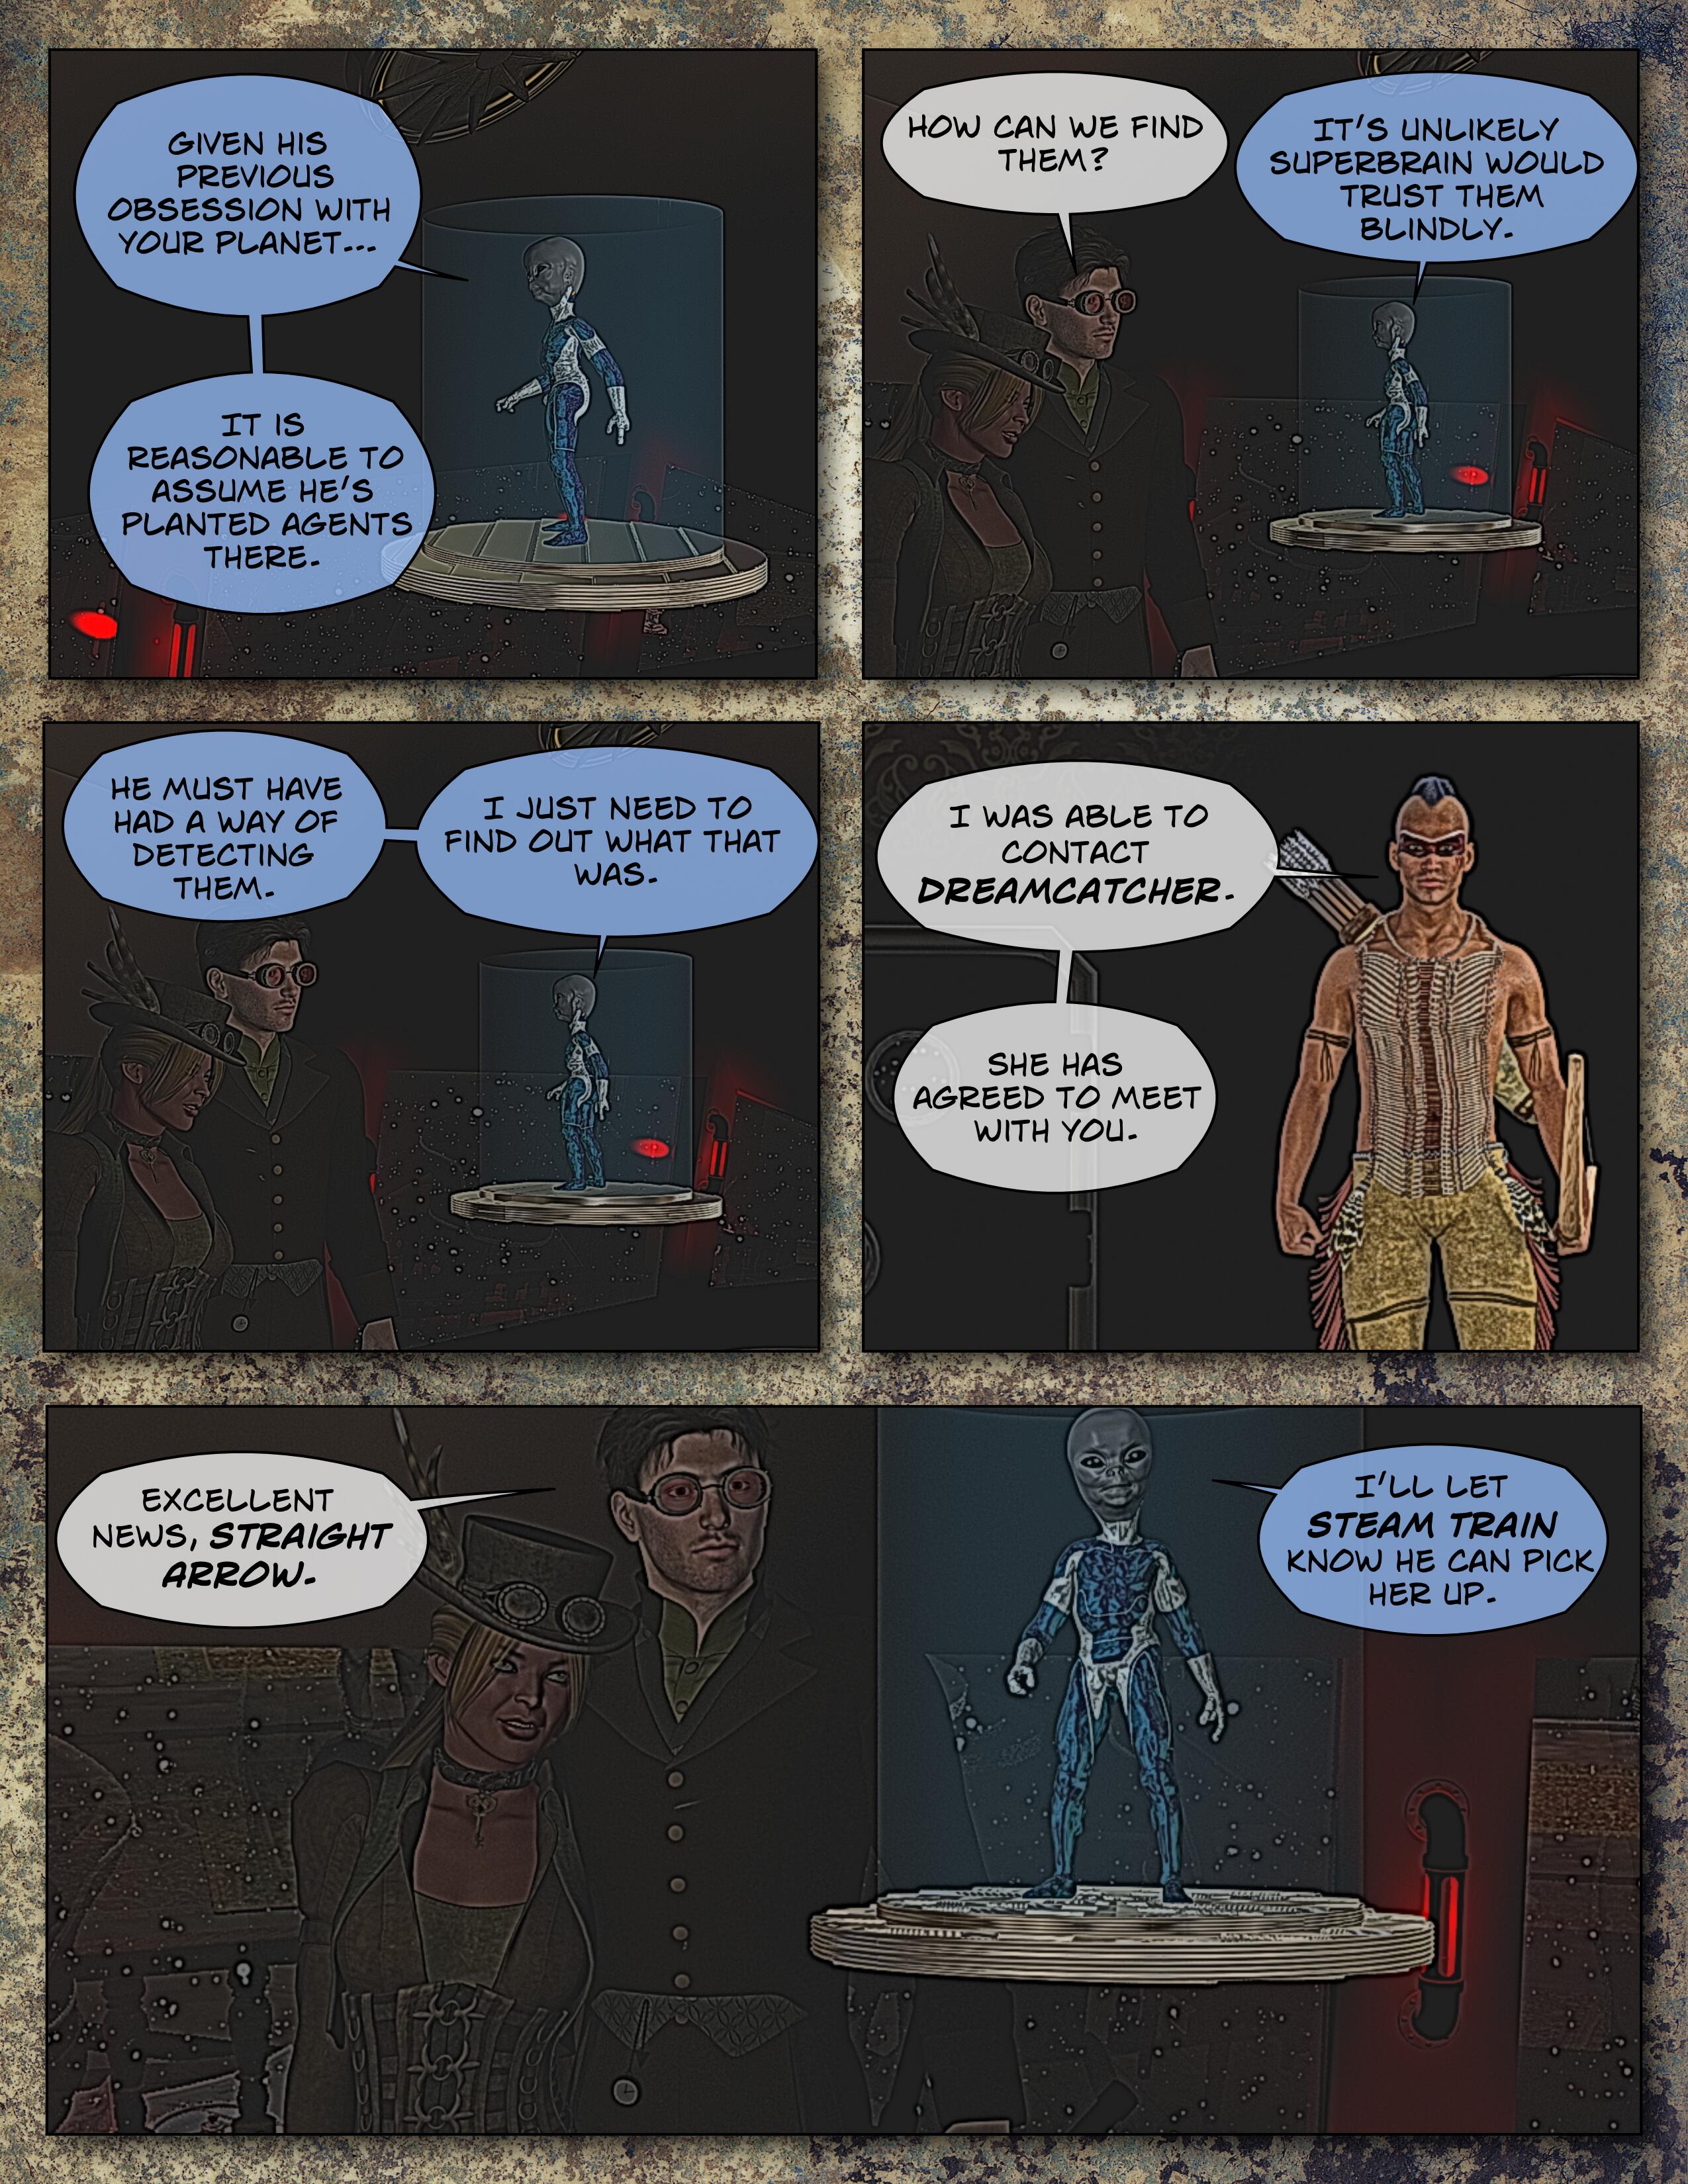 GIVEN HIS
PREVIOUS
OBSESSION WITH
YOUR PLANET...
IT IS
REASONABLE TO
ASSUME HE'S
PLANTED AGENTS
THERE.
HOW CAN WE FIND
THEM?
IT'S UNLIKELY
SUPERBRAIN WOULD
TRUST THEM
BLINDLY.
HE MUST HAVE
HAD A WAY OF
DETECTING
THEM.
I JUST NEED TO
FIND OUT WHAT THAT
WAS.
I WAS ABLE TO
CONTACT
DREAMCATCHER.
SHE HAS
AGREED TO MEET
WITH YOU.
EXCELLENT
NEWS, STRAIGHT
ARROW.
I'LL LET
STEAM TRAIN
KNOW HE CAN PICK
HER UP.